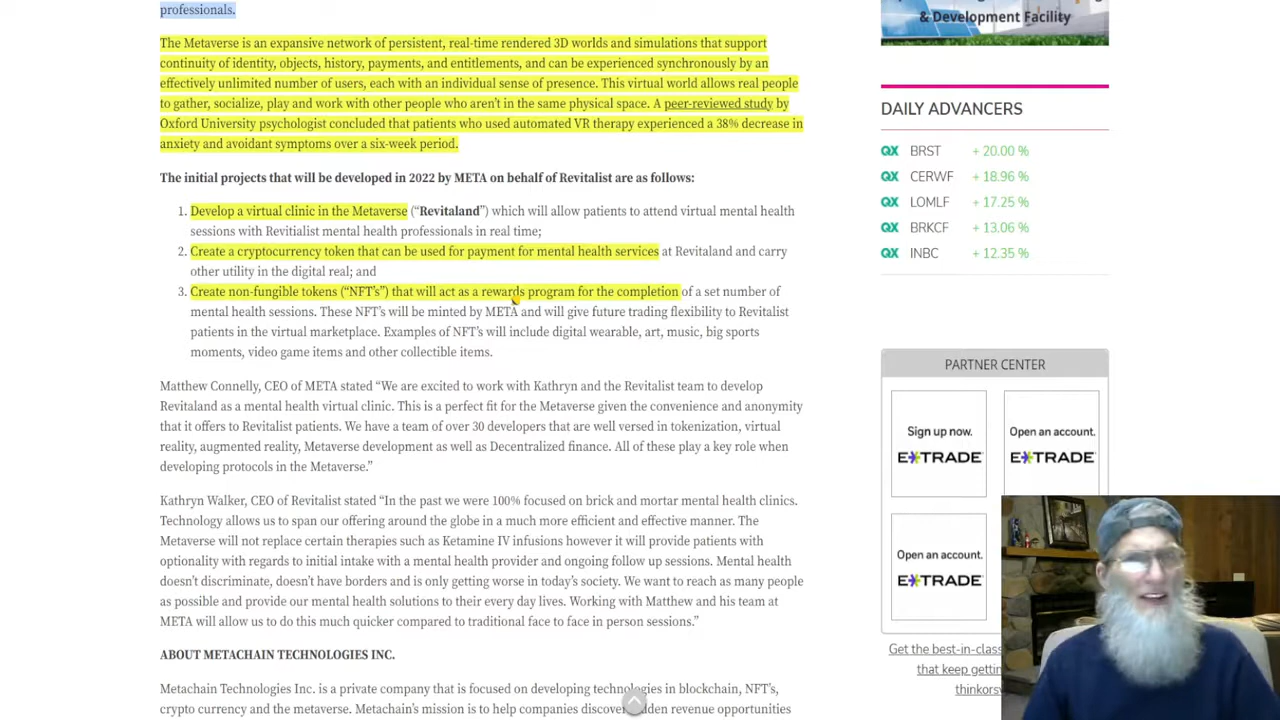 professionals.
The Metaverse is an expansive network of persistent, real-time rendered 3D worlds and simulations that support
continuity of identity, objects, history, payments, and entitlements, and can be experienced synchronously by an
effectively unlimited number of users, each with an individual sense of presence. This virtual world allows real people
to gather, socialize, play and work with other people who aren't in the same physical space. A peer-reviewed study by
Oxford University psychologist concluded that patients who used automated VR therapy experienced a 38% decrease in
anxiety and avoidant symptoms over a six-week period.
The initial projects that will be developed in 2022 by META on behalf of Revitalist are as follows:
1. Develop a virtual clinic in the Metaverse (“Revitaland”) which will allow patients to attend virtual mental health
sessions with Revitialist mental health professionals in real time;
2. Create a cryptocurrency token that can be used for payment for mental health services at Revitaland and carry
other utility in the digital real; and
3. Create non-fungible tokens (“NFT's”) that will act as a rewards program for the completion of a set number of
mental health sessions. These NFT's will be minted by META and will give future trading flexibility to Revitalist
patients in the virtual marketplace. Examples of NFT's will include digital wearable, art, music, big sports
moments, video game items and other collectible items.
Matthew Connelly, CEO of META stated “We are excited to work with Kathryn and the Revitalist team to develop
Revitaland as a mental health virtual clinic. This is a perfect fit for the Metaverse given the convenience and anonymity
that it offers to Revitalist patients. We have a team of over 30 developers that are well versed in tokenization, virtual
reality, augmented reality, Metaverse development as well as Decentralized finance. All of these play a key role when
developing protocols in the Metaverse.”
Kathryn Walker, CEO of Revitalist stated “In the past we were 100% focused on brick and mortar mental health clinics.
Technology allows us to span our offering around the globe in a much more efficient and effective manner. The
Metaverse will not replace certain therapies such as Ketamine IV infusions however it will provide patients with
optionality with regards to initial intake with a mental health provider and ongoing follow up sessions. Mental health
doesn't discriminate, doesn't have borders and is only getting worse in today's society. We want to reach as many people
as possible and provide our mental health solutions to their every day lives. Working with Matthew and his team at
META will allow us to do this much quicker compared to traditional face to face in person sessions.”
ABOUT METACHAIN TECHNOLOGIES INC.
Metachain Technologies Inc. is a private company that is focused on developing technologies in blockchain, NFT's,
crypto currency and the metaverse. Metachain's mission is to help companies discover hidden revenue opportunities
& Development Facility
DAILY ADVANCERS
QX BRST + 20.00 %
QX CERWF + 18.96 %
QX LOMLF + 17.25 %
QX BRKCF + 13.06 %
QX INBC + 12.35 %
PARTNER CENTER
Sign up now.
E*TRADE
Open an account.
E*TRADE
Open an account.
E*TRADE
Get the best-in-class
that keep
thinkors